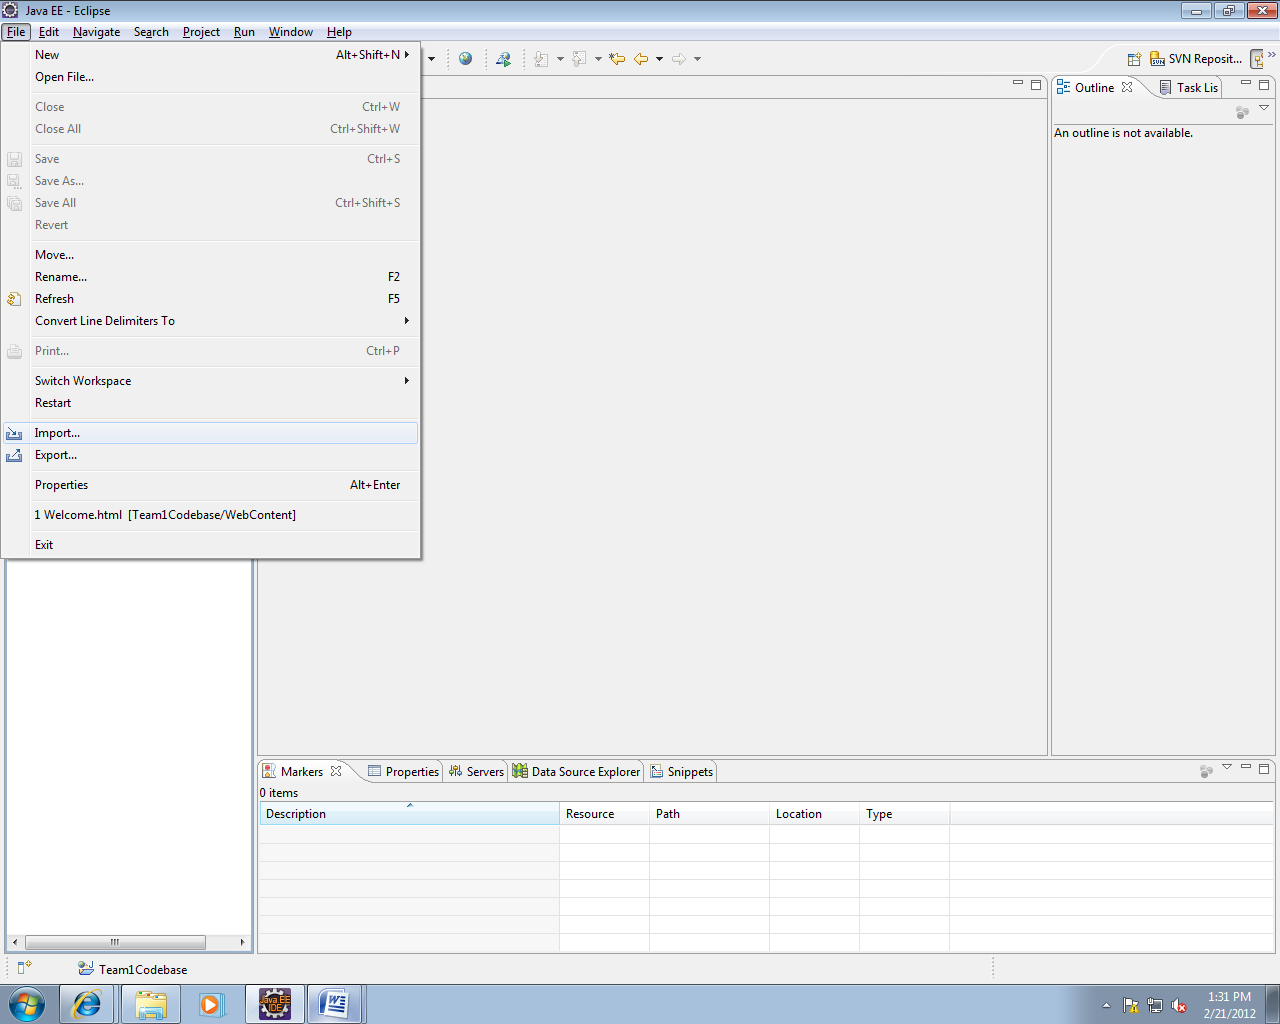 Java EE - Eclipse
File Edit Navigate Search Project Run Window Help
New Alt+Shift+N
Open File...
Close Ctrl+W
Close All Ctrl+Shift+W
Save Ctrl+S
Save As...
Save All Ctrl+Shift+S
Revert
Move...
Rename... F2
Refresh F5
Convert Line Delimiters To
Print... Ctrl+P
Switch Workspace
Restart
Import...
Export...
Properties Alt+Enter
1 Welcome.html [Team1Codebase/WebContent]
Exit
SVN Reposit...
Outline Task Lis
An outline is not available.
Markers Properties Servers Data Source Explorer Snippets
0 items
Description Resource Path Location Type
Team1Codebase
Java EE
IDE
1:31 PM
2/21/2012